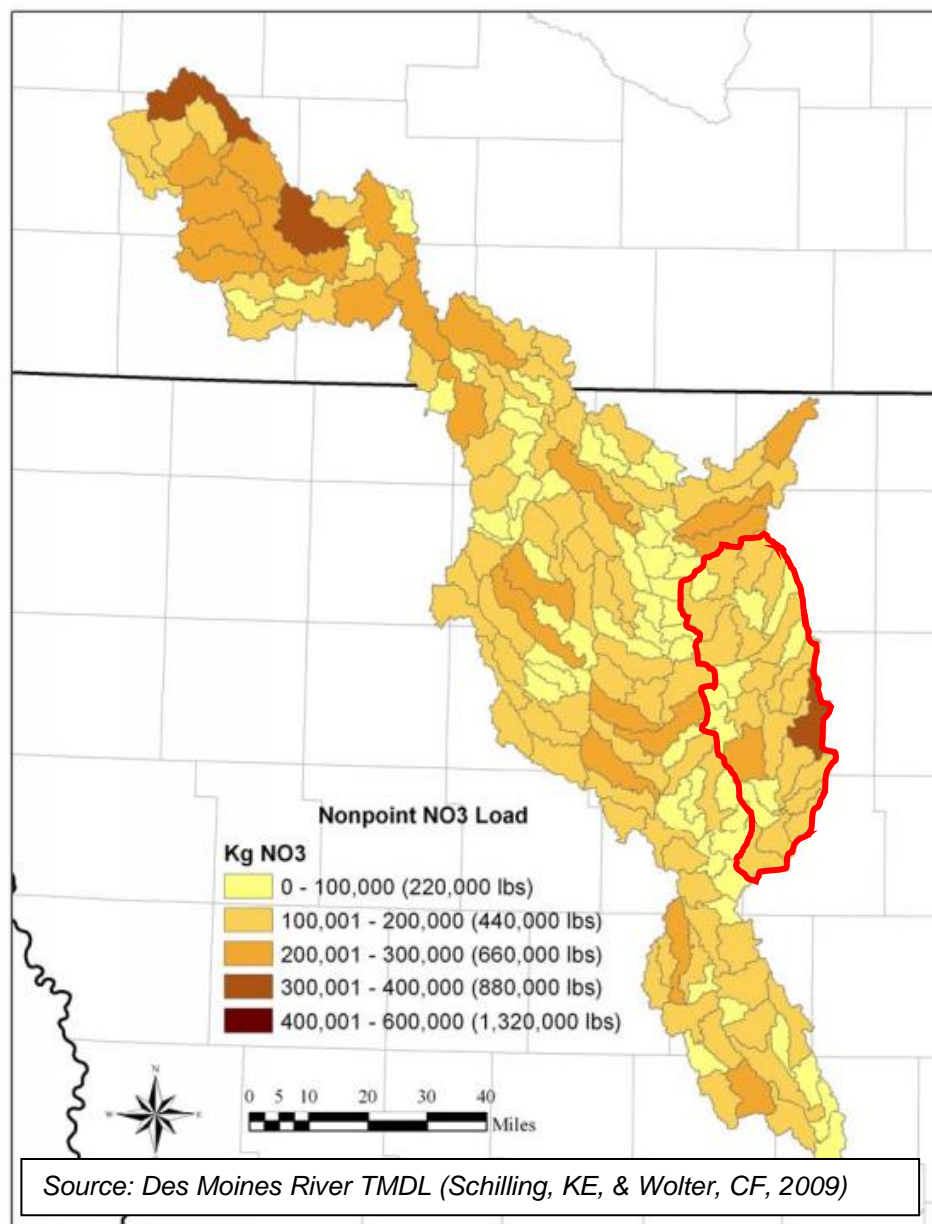 Nonpoint NO3 Load
Kg NO3
0 - 100,000 (220,000 lbs)
100,001 - 200,000 (440,000 lbs)
200,001 - 300,000 (660,000 lbs)
300,001 - 400,000 (880,000 lbs)
400,001 - 600,000 (1,320,000 lbs)
N
W E
0 5 10 20 30 40
Miles
Source: Des Moines River TMDL (Schilling, KE, & Wolter, CF, 2009)